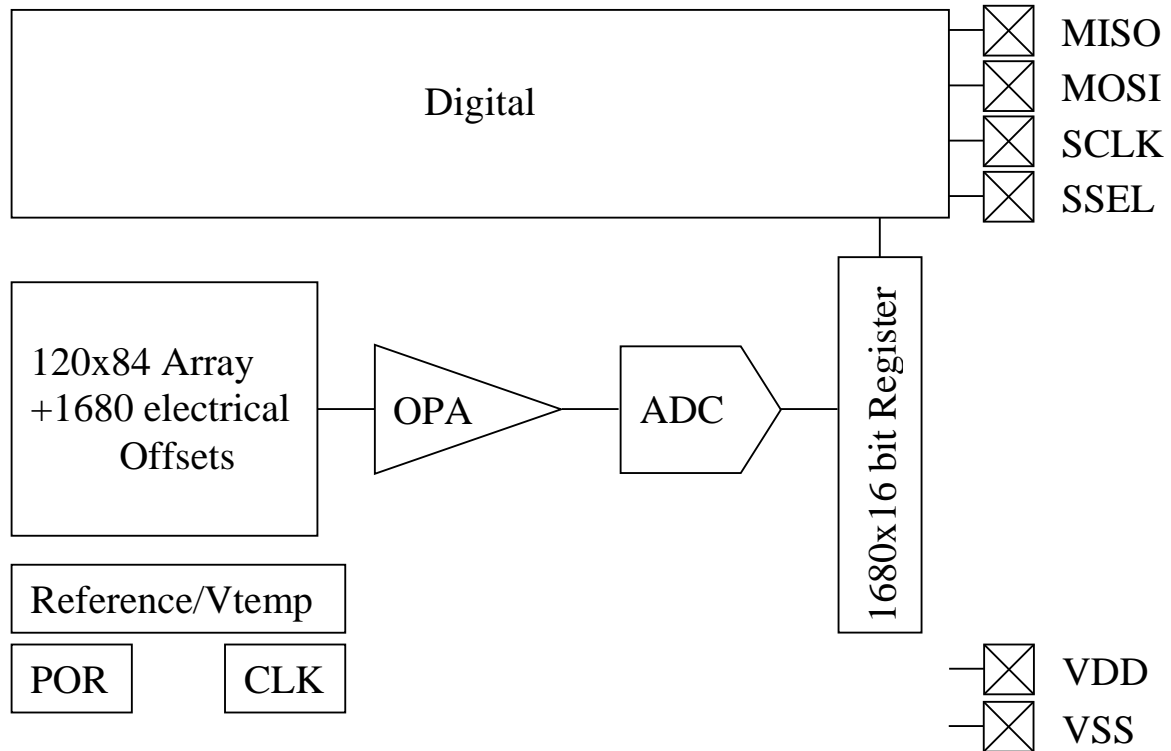 MISO
Digital
MOSI
SCLK
SSEL
120x84 Array
+1680 electrical
Offsets
OPA
ADC
1680x16 bit Register
Reference/Vtemp
POR
CLK
VDD
VSS